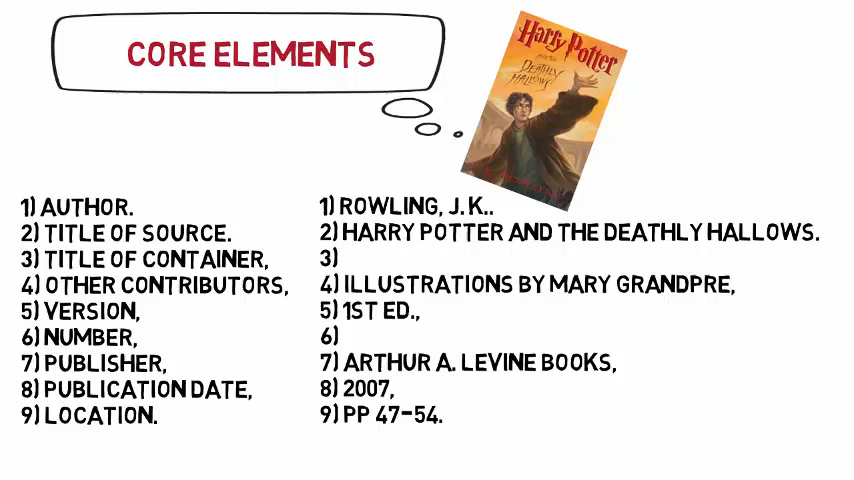 CORE ELEMENTS
Harry Potter
AND THE
DEATHLY
HALLOWS
1) AUTHOR.
2) TITLE OF SOURCE.
3) TITLE OF CONTAINER,
4) OTHER CONTRIBUTORS,
5) VERSION,
6) NUMBER,
7) PUBLISHER,
8) PUBLICATION DATE,
9) LOCATION.
1) ROWLING, J. K..
2) HARRY POTTER AND THE DEATHLY HALLOWS.
3)
4) ILLUSTRATIONS BY MARY GRANDPRE,
5) 1ST ED.,
6)
7) ARTHUR A. LEVINE BOOKS,
8) 2007,
9) PP 47-54.